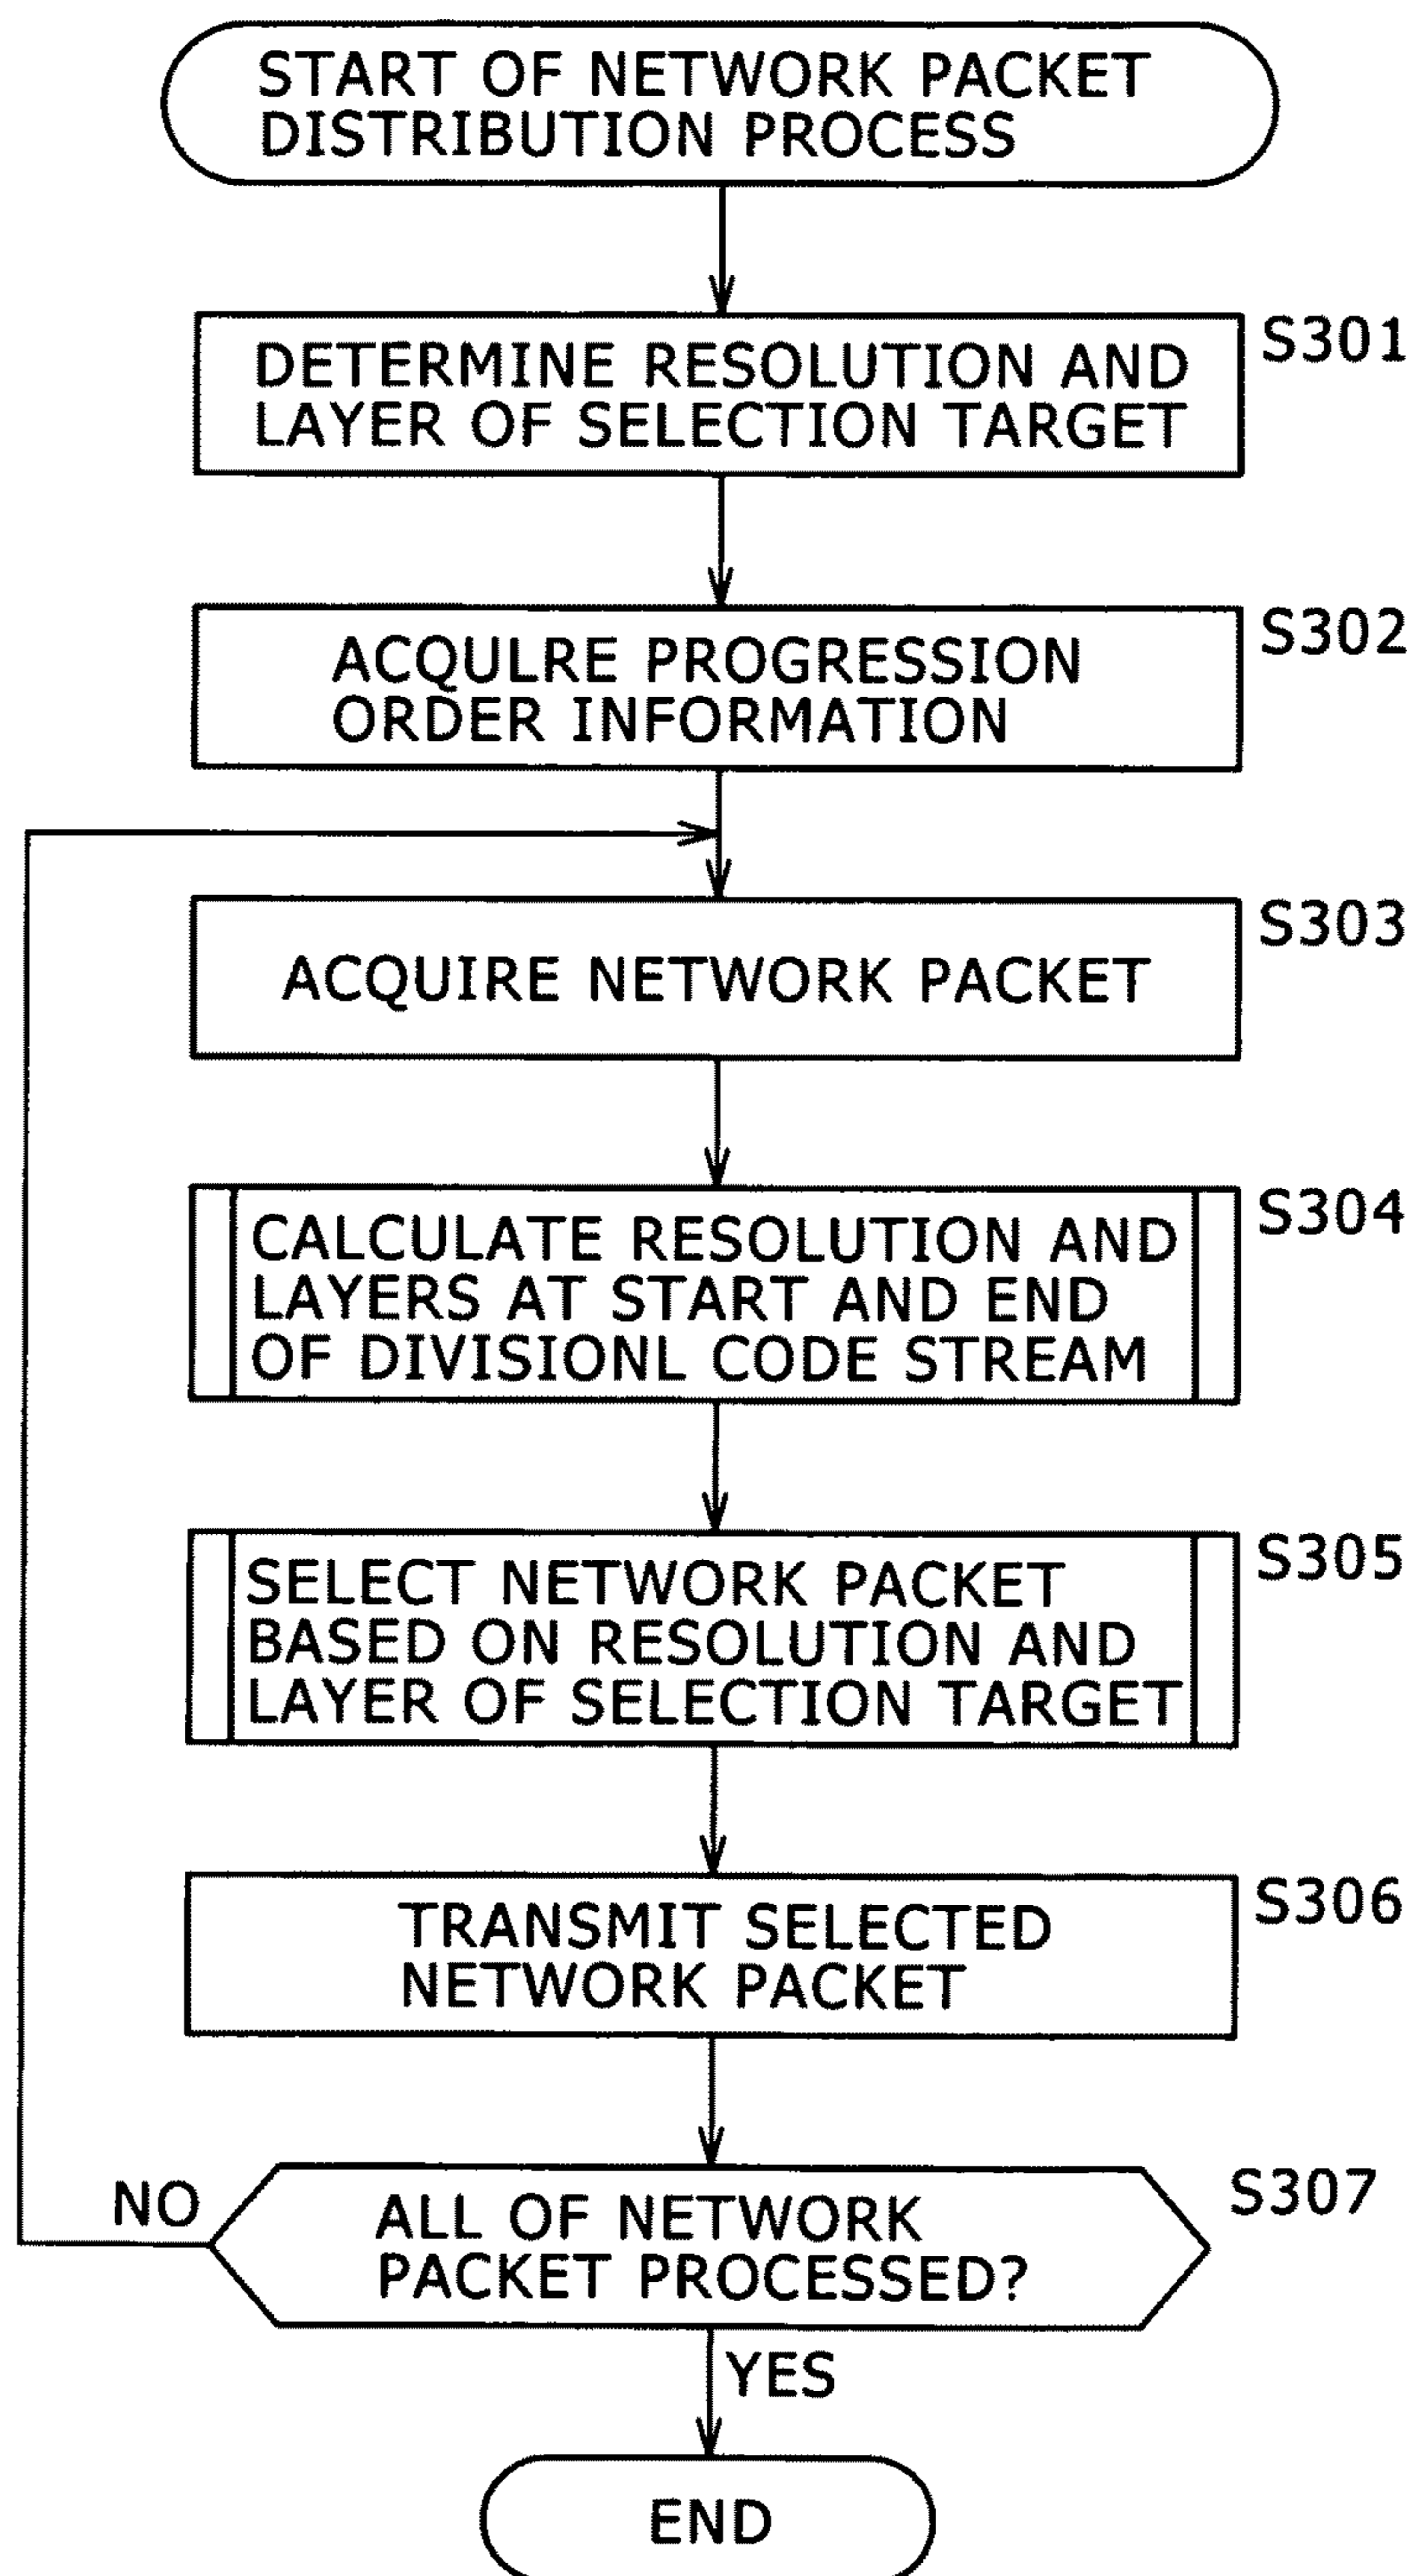 START OF NETWORK PACKET
DISTRIBUTION PROCESS
S301
DETERMINE RESOLUTION AND
LAYER OF SELECTION TARGET
S302
ACQULRE PROGRESSION
ORDER INFORMATION
S303
ACQUIRE NETWORK PACKET
S304
CALCULATE RESOLUTION AND
LAYERS AT START AND END
OF DIVISIONL CODE STREAM
S305
SELECT NETWORK PACKET
BASED ON RESOLUTION AND
LAYER OF SELECTION TARGET
S306
TRANSMIT SELECTED
NETWORK PACKET
S307
NO
ALL OF NETWORK
PACKET PROCESSED?
YES
END